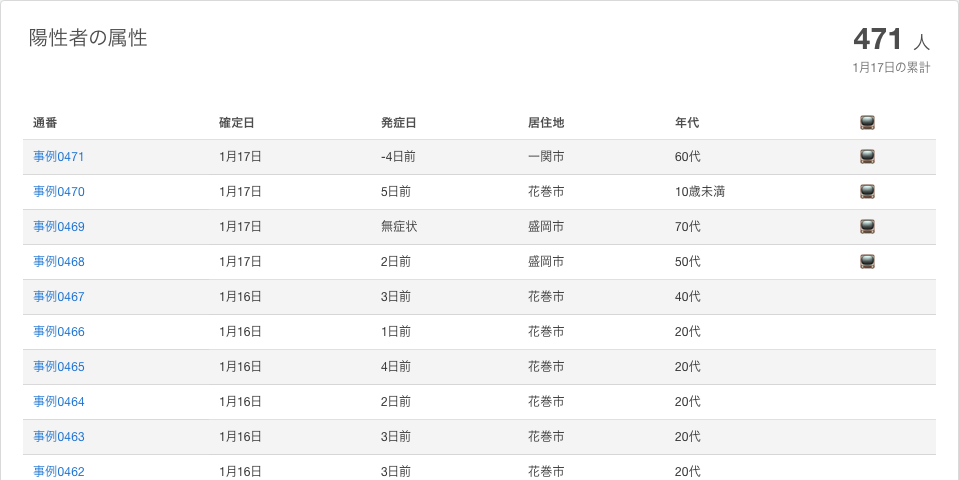 陽性者の属性
471 人
1月17日の累計
通番 確定日 発症日 居住地 年代
事例0471 1月17日 -4日前 一関市 60代
事例0470 1月17日 5日前 花巻市 10歳未満
事例0469 1月17日 無症状 盛岡市 70代
事例0468 1月17日 2日前 盛岡市 50代
事例0467 1月16日 3日前 花巻市 40代
事例0466 1月16日 1日前 花巻市 20代
事例0465 1月16日 4日前 花巻市 20代
事例0464 1月16日 2日前 花巻市 20代
事例0463 1月16日 3日前 花巻市 20代
事例0462 1月16日 3日前 花巻市 20代